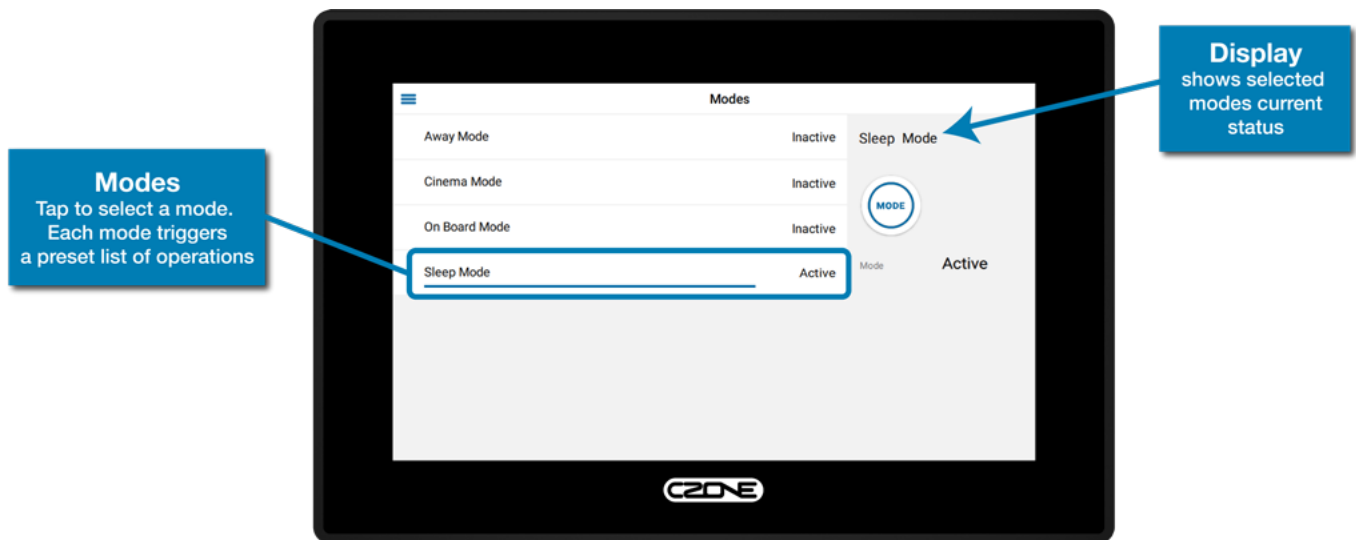 Modes
Tap to select a mode.
Each mode triggers
a preset list of operations
Modes
Away Mode Inactive
Cinema Mode Inactive
On Board Mode Inactive
Sleep Mode Active
Sleep Mode
MODE
Mode Active
CZONE
Display
shows selected
modes current
status